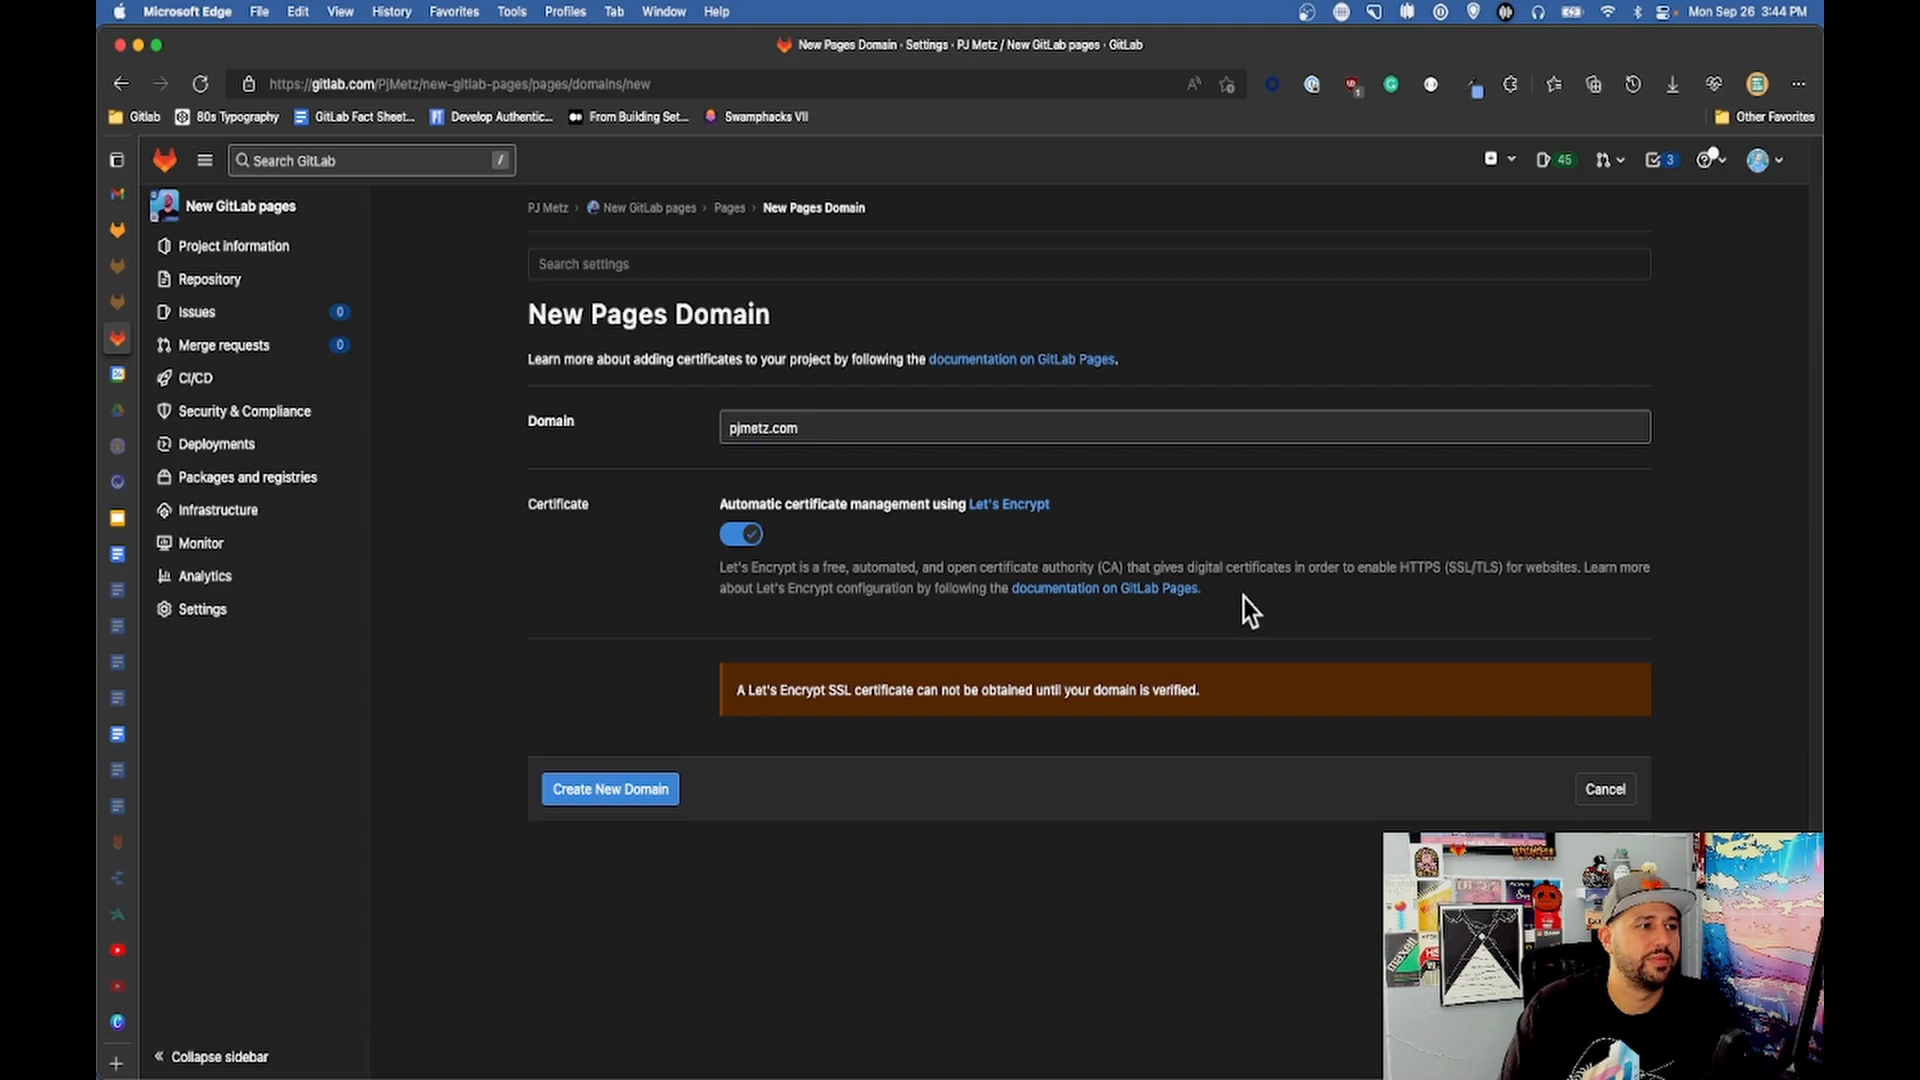 Microsoft Edge File Edit View History Favorites Tools Profiles Tab Window Help
Mon Sep 26 3:44 PM
New Pages Domain · Settings · PJ Metz / New GitLab pages · GitLab
https://gitlab.com/PjMetz/new-gitlab-pages/pages/domains/new
Gitlab 80s Typography GitLab Fact Sheet... Develop Authentic... From Building Set... Swamphacks VII Other Favorites
Search GitLab /
45 3
New GitLab pages
Project information
Repository
Issues 0
Merge requests 0
CI/CD
Security & Compliance
Deployments
Packages and registries
Infrastructure
Monitor
Analytics
Settings
Collapse sidebar
PJ Metz › New GitLab pages › Pages › New Pages Domain
Search settings
New Pages Domain
Learn more about adding certificates to your project by following the documentation on GitLab Pages.
Domain
pjmetz.com
Certificate
Automatic certificate management using Let's Encrypt
Let's Encrypt is a free, automated, and open certificate authority (CA) that gives digital certificates in order to enable HTTPS (SSL/TLS) for websites. Learn more
about Let's Encrypt configuration by following the documentation on GitLab Pages.
A Let's Encrypt SSL certificate can not be obtained until your domain is verified.
Create New Domain
Cancel
maxell